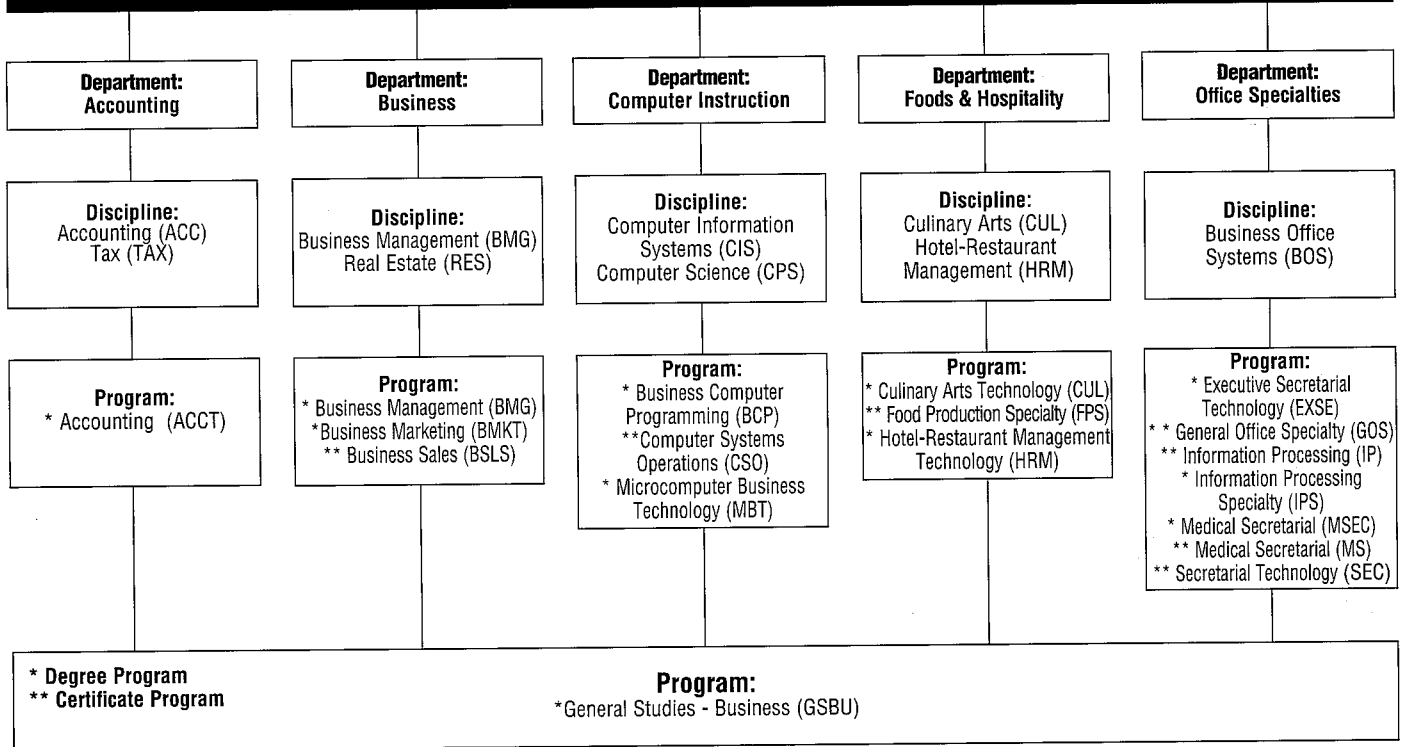 Department:
Accounting
Department:
Business
Department:
Computer Instruction
Department:
Foods & Hospitality
Department:
Office Specialties
Discipline:
Accounting (ACC)
Tax (TAX)
Discipline:
Business Management (BMG)
Real Estate (RES)
Discipline:
Computer Information
Systems (CIS)
Computer Science (CPS)
Discipline:
Culinary Arts (CUL)
Hotel-Restaurant
Management (HRM)
Discipline:
Business Office
Systems (BOS)
Program:
* Accounting (ACCT)
Program:
* Business Management (BMG)
*Business Marketing (BMKT)
** Business Sales (BSLS)
Program:
* Business Computer
Programming (BCP)
**Computer Systems
Operations (CSO)
* Microcomputer Business
Technology (MBT)
Program:
* Culinary Arts Technology (CUL)
** Food Production Specialty (FPS)
* Hotel-Restaurant Management
Technology (HRM)
Program:
* Executive Secretarial
Technology (EXSE)
* * General Office Specialty (GOS)
** Information Processing (IP)
* Information Processing
Specialty (IPS)
* Medical Secretarial (MSEC)
** Medical Secretarial (MS)
** Secretarial Technology (SEC)
* Degree Program
** Certificate Program
Program:
*General Studies - Business (GSBU)